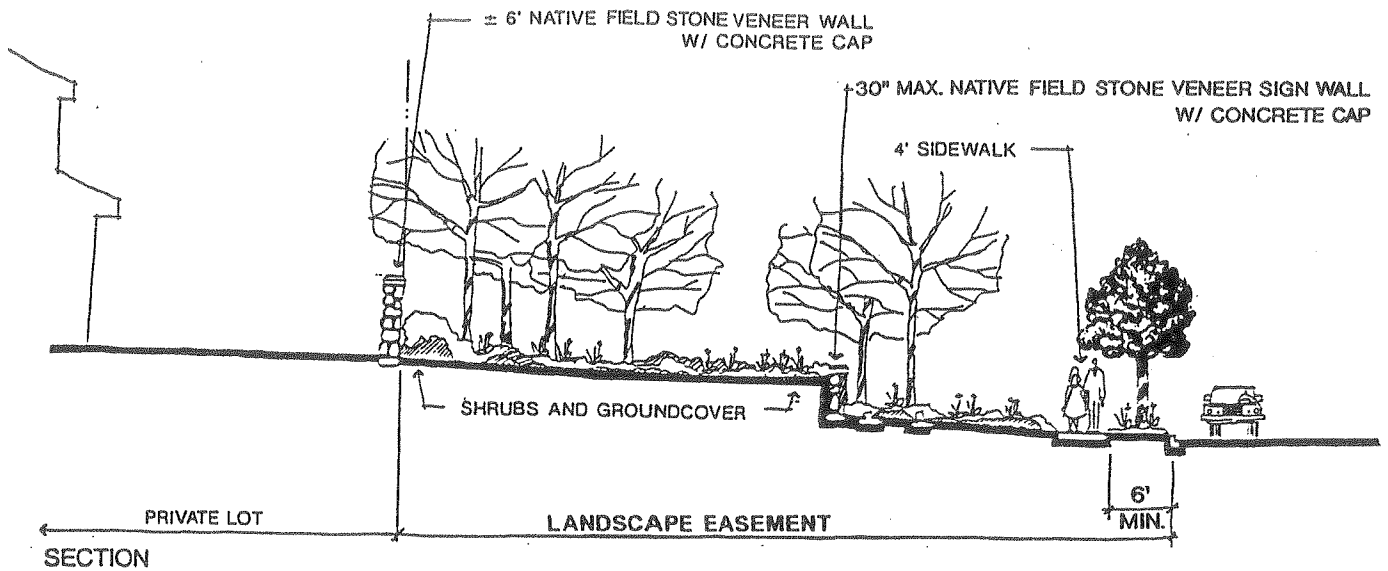 ± 6' NATIVE FIELD STONE VENEER WALL
W/ CONCRETE CAP
30" MAX. NATIVE FIELD STONE VENEER SIGN WALL
W/ CONCRETE CAP
4' SIDEWALK
SHRUBS AND GROUNDCOVER
6'
MIN.
PRIVATE LOT
LANDSCAPE EASEMENT
SECTION